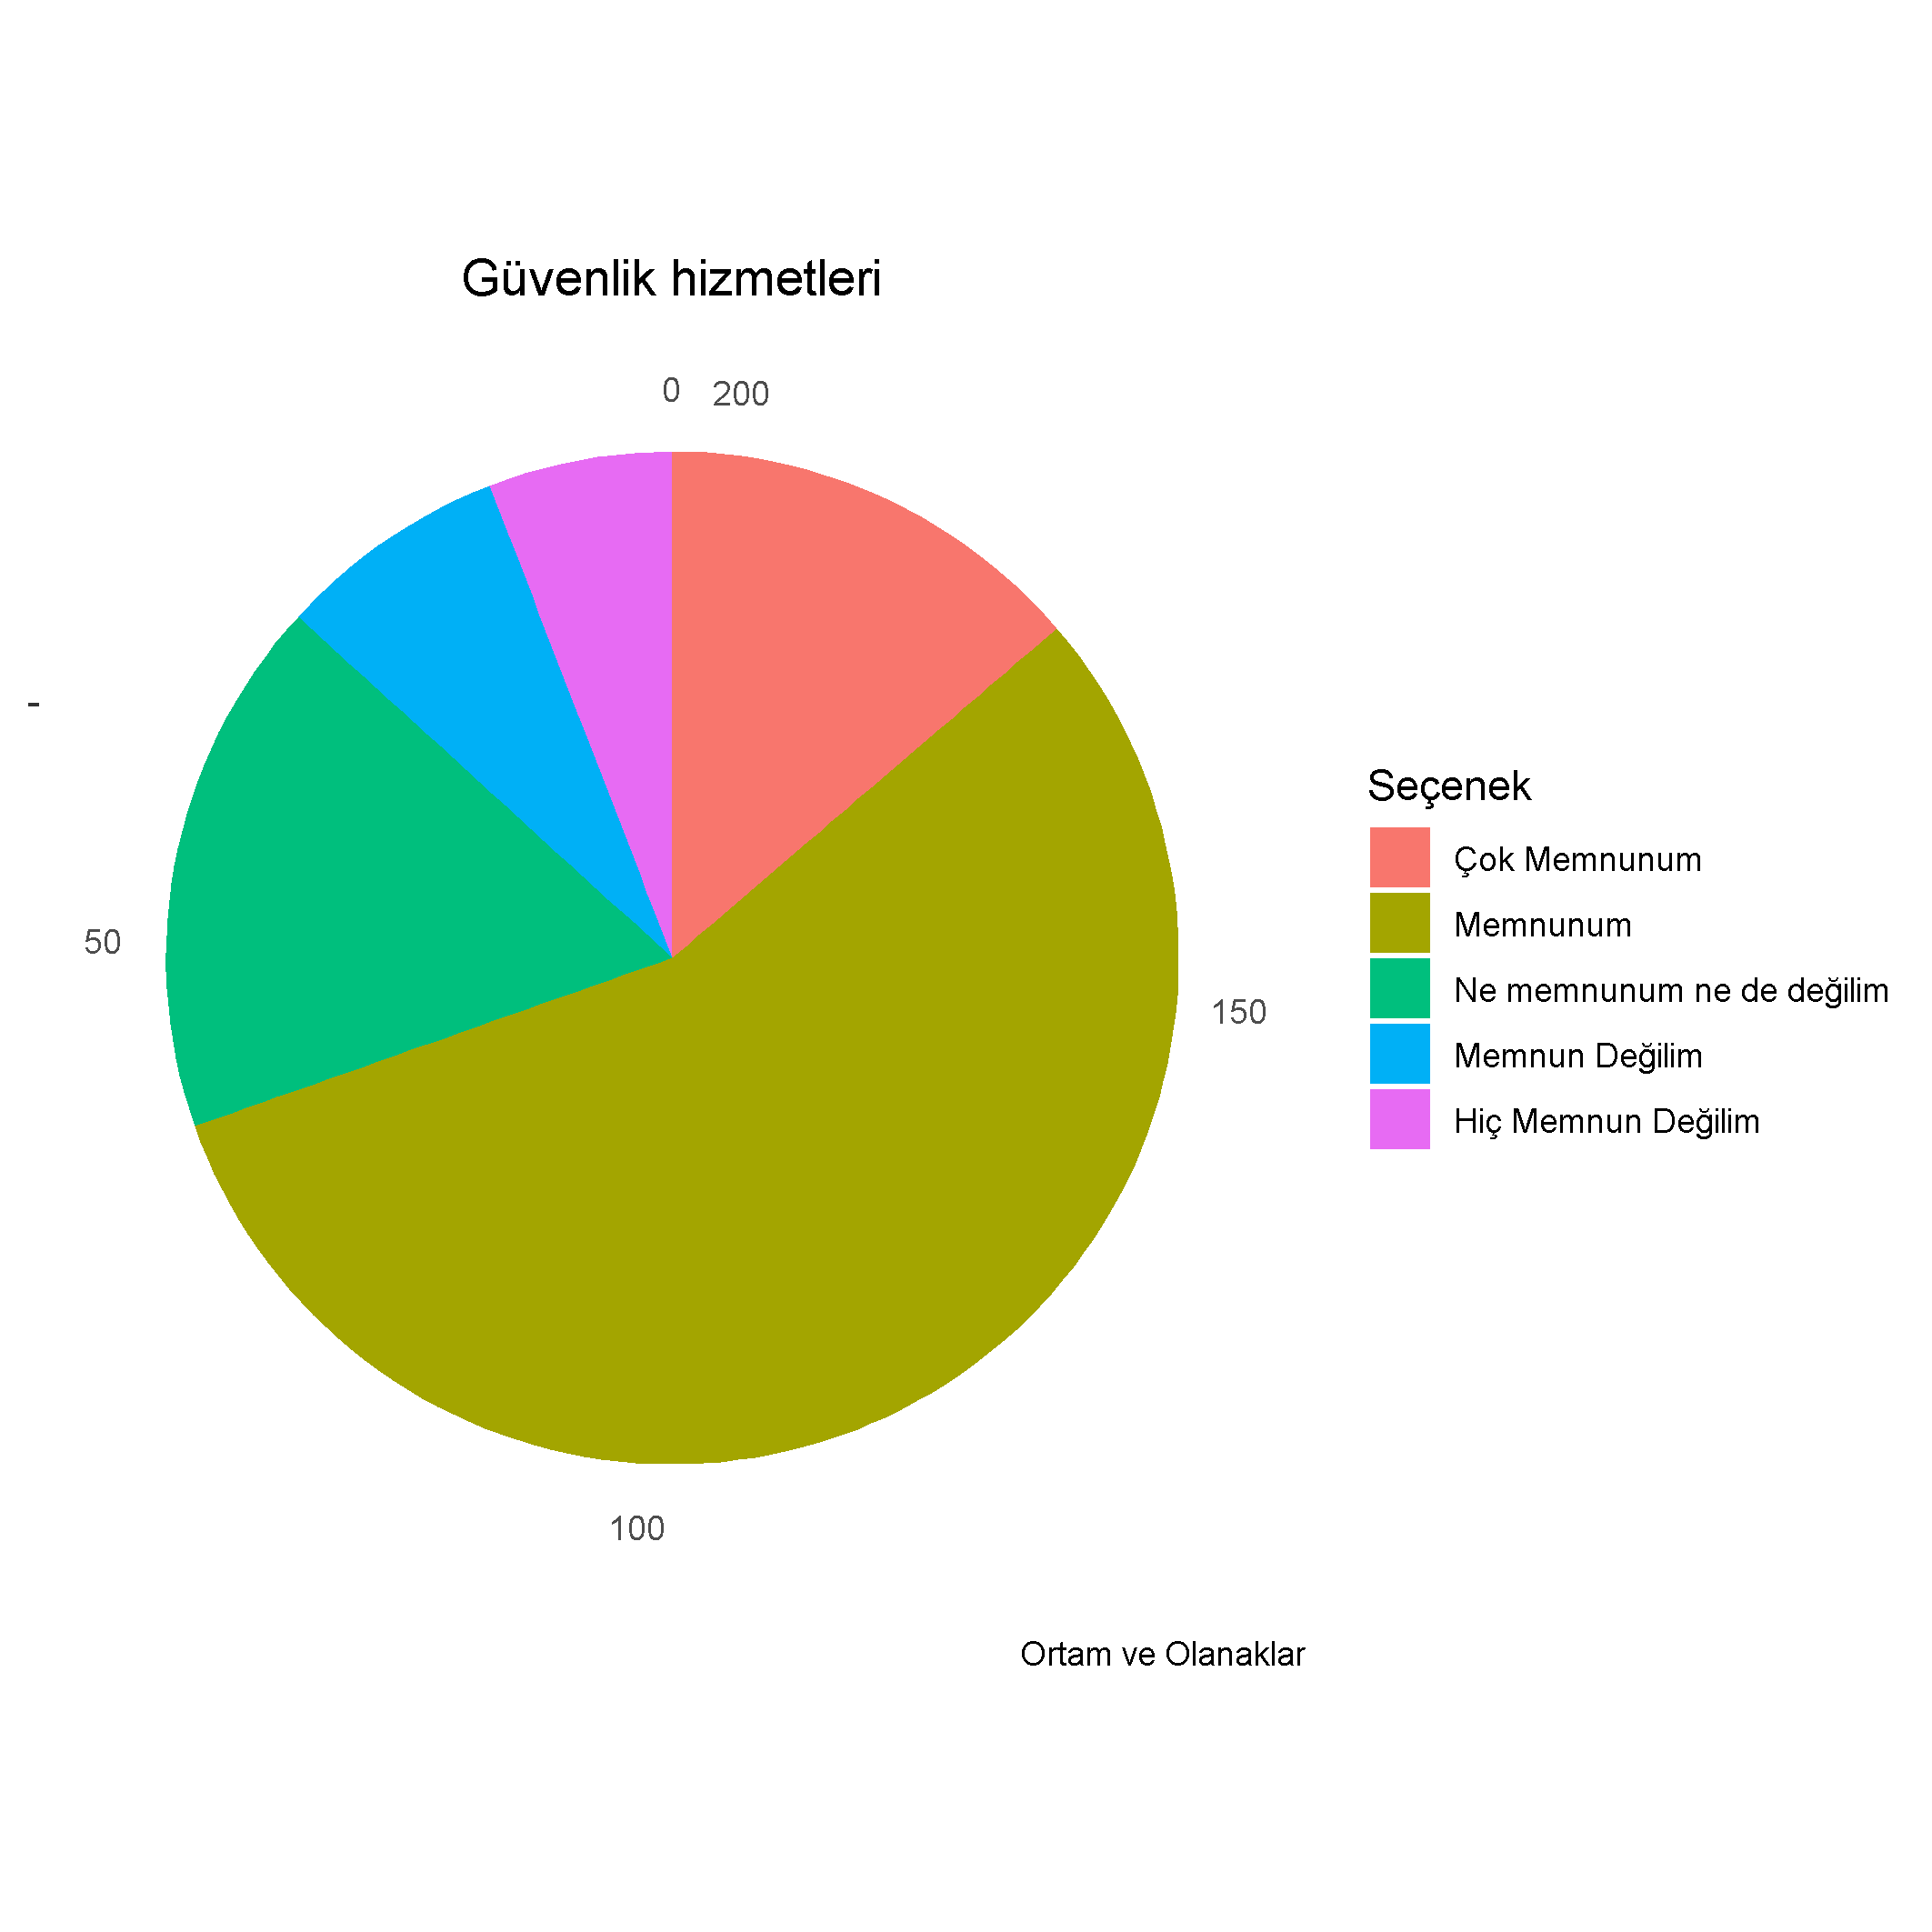 Güvenlik hizmetleri
0
200
-
50
150
100
Seçenek
Çok Memnunum
Memnunum
Ne memnunum ne de değilim
Memnun Değilim
Hiç Memnun Değilim
Ortam ve Olanaklar